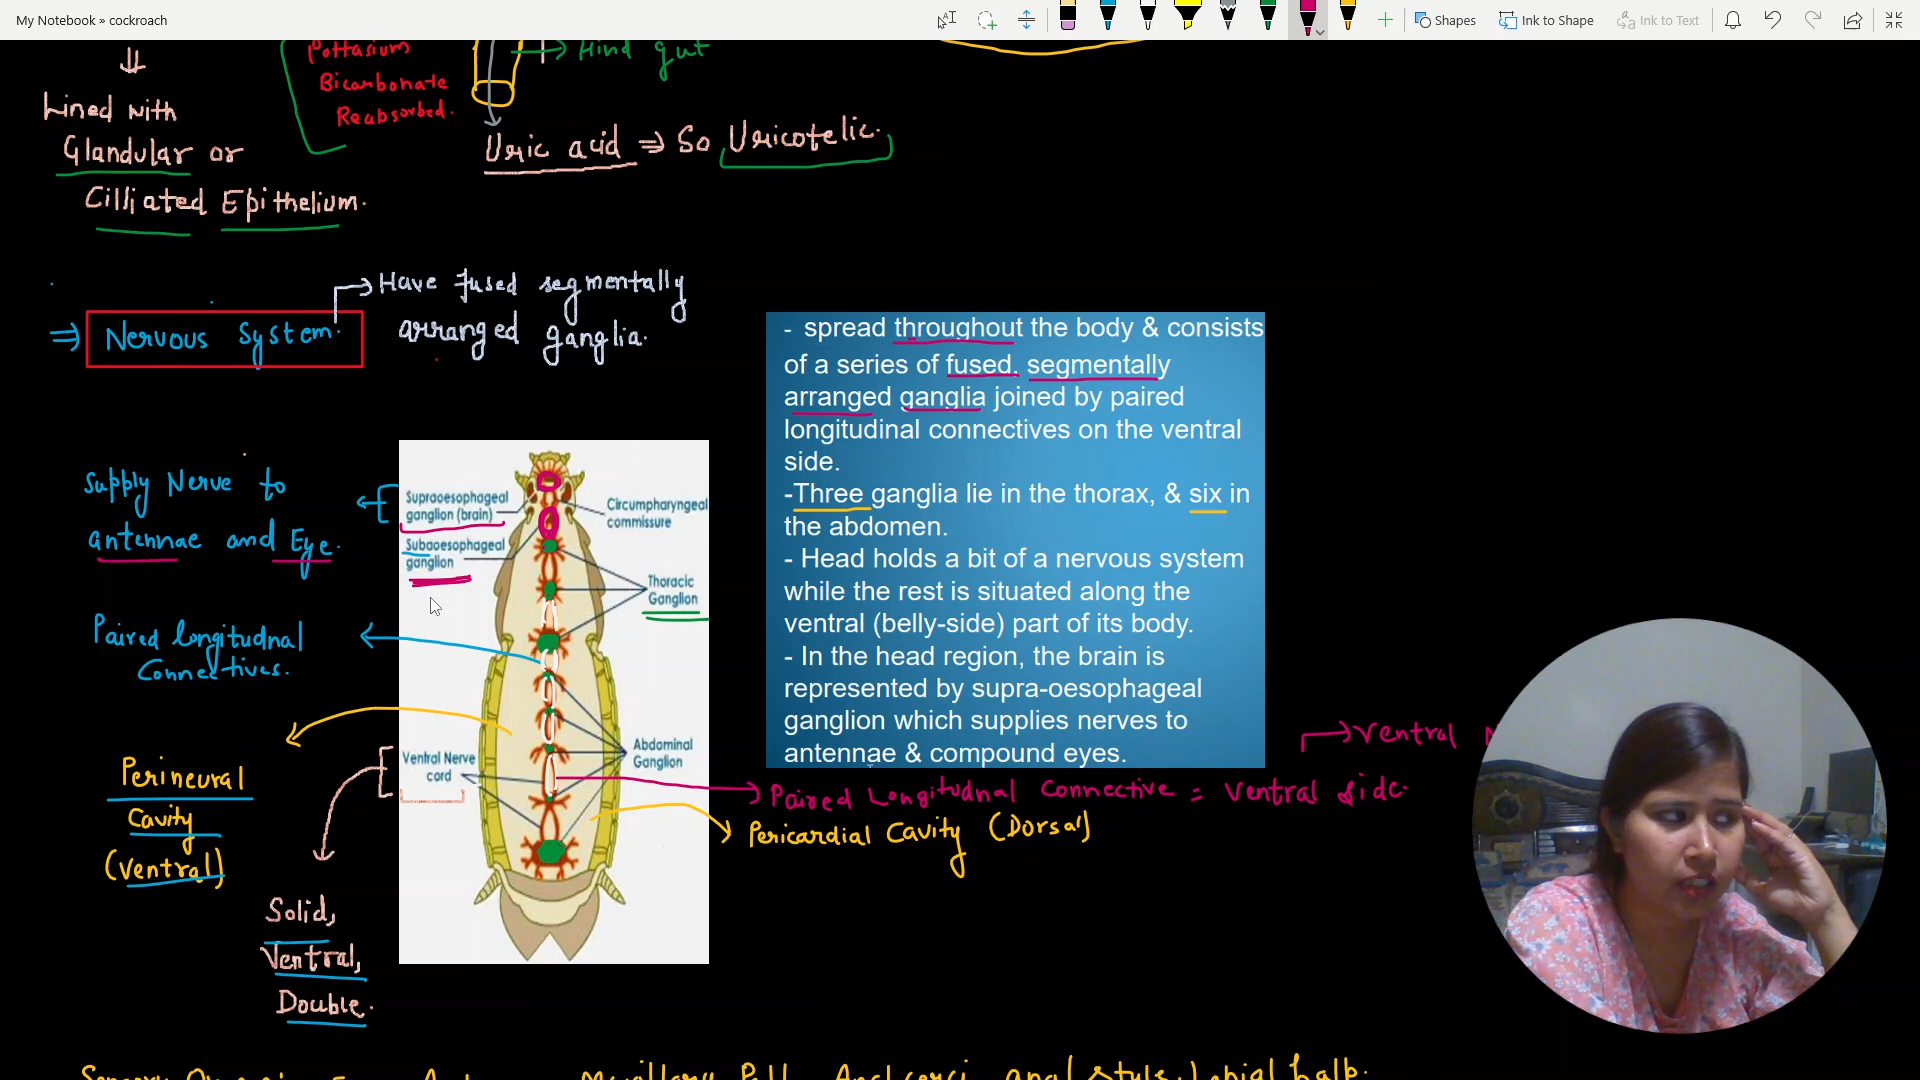 My Notebook » cockroach
Shapes
Ink to Shape
Ink to Text
Pottasium
Bicarbonate
Reabsorbed.
Hind gut
Lined with
Glandular or
Cilliated Epithelium.
Uric acid ⇒ So Uricotelic.
⇒ Nervous System.
Have fused segmentally
arranged ganglia.
- spread throughout the body & consists
of a series of fused, segmentally
arranged ganglia joined by paired
longitudinal connectives on the ventral
side.
-Three ganglia lie in the thorax, & six in
the abdomen.
- Head holds a bit of a nervous system
while the rest is situated along the
ventral (belly-side) part of its body.
- In the head region, the brain is
represented by supra-oesophageal
ganglion which supplies nerves to
antennae & compound eyes.
Supply Nerve to
antennae and Eye.
Paired longitudnal
Connectives.
Perineural
Cavity
(Ventral)
Solid,
Ventral,
Double.
Supraoesophageal
ganglion (brain)
Subaoesophageal
ganglion
Circumpharyngeal
commissure
Thoracic
Ganglion
Ventral Nerve
cord
Abdominal
Ganglion
Ventral
Paired Longitudnal Connective = Ventral side.
Pericardial Cavity (Dorsal)